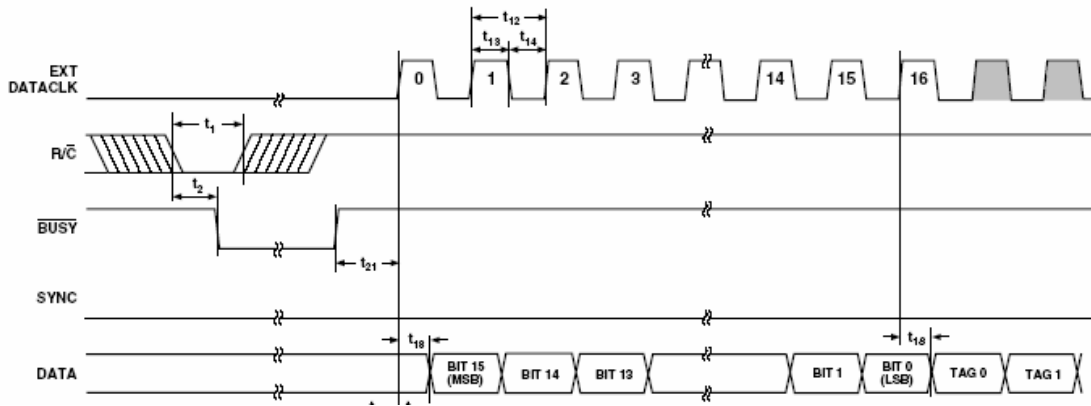 t12
t13 t14
EXT DATACLK 0 1 2 3 14 15 16
t1
R/C̅
t2
B̅U̅S̅Y̅
t21
SYNC
t18 t18
DATA BIT 15 (MSB) BIT 14 BIT 13 BIT 1 BIT 0 (LSB) TAG 0 TAG 1